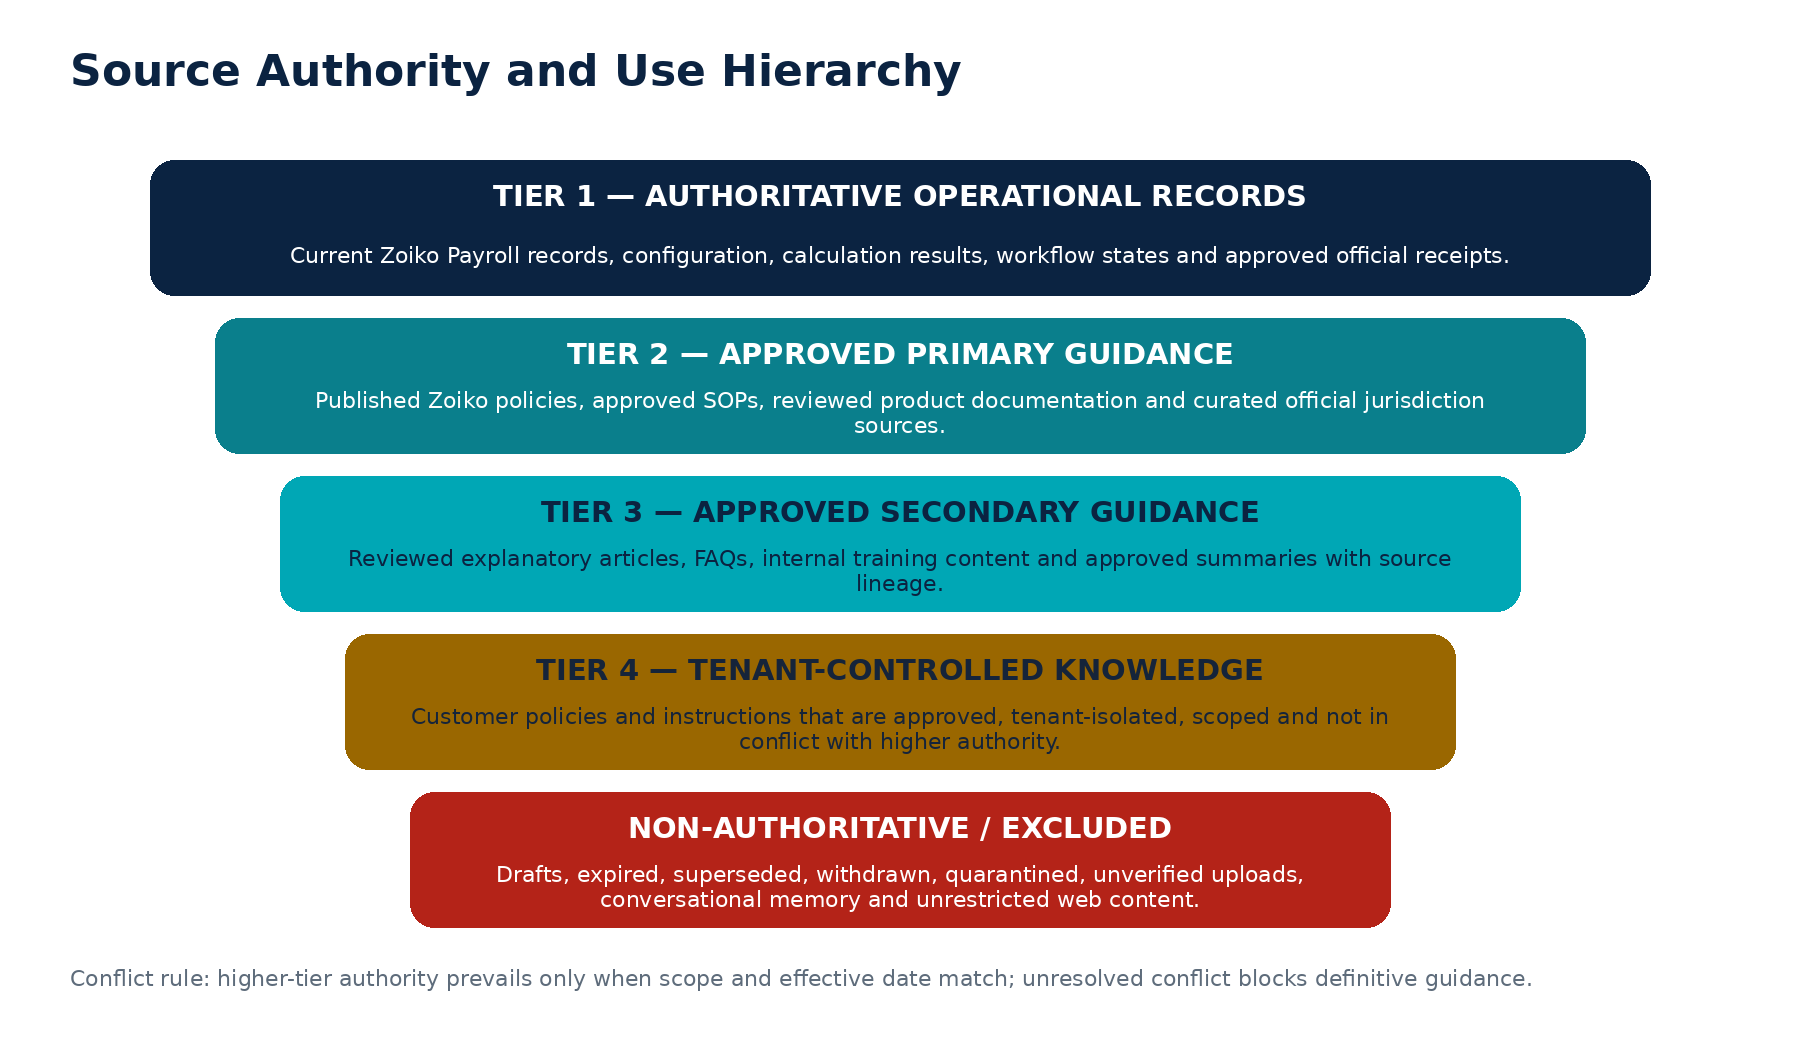 Source Authority and Use Hierarchy
TIER 1 — AUTHORITATIVE OPERATIONAL RECORDS
Current Zoiko Payroll records, configuration, calculation results, workflow states and approved official receipts.
TIER 2 — APPROVED PRIMARY GUIDANCE
Published Zoiko policies, approved SOPs, reviewed product documentation and curated official jurisdiction
sources.
TIER 3 — APPROVED SECONDARY GUIDANCE
Reviewed explanatory articles, FAQs, internal training content and approved summaries with source
lineage.
TIER 4 — TENANT-CONTROLLED KNOWLEDGE
Customer policies and instructions that are approved, tenant-isolated, scoped and not in
conflict with higher authority.
NON-AUTHORITATIVE / EXCLUDED
Drafts, expired, superseded, withdrawn, quarantined, unverified uploads,
conversational memory and unrestricted web content.
Conflict rule: higher-tier authority prevails only when scope and effective date match; unresolved conflict blocks definitive guidance.